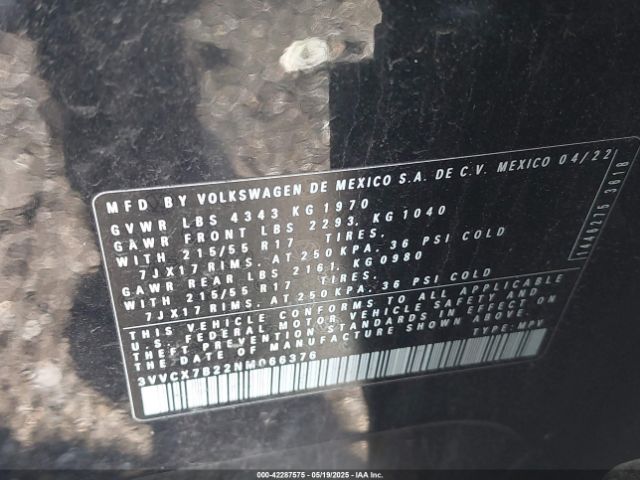 MFD BY VOLKSWAGEN DE MEXICO S.A. DE C.V. MEXICO 04/22
GVWR LBS 4343 KG 1970
GAWR FRONT LBS 2293, KG 1040
WITH 215/55 R17 TIRES.
7JX17 RIMS, AT 250 KPA, 36 PSI COLD
GAWR REAR LBS 2161, KG0980
WITH 215/55 R17 TIRES.
7JX17 RIMS, AT 250 KPA, 36 PSI COLD
THIS VEHICLE CONFORMS TO ALL APPLICABLE
U.S. FEDERAL MOTOR VEHICLE SAFETY AND
THEFT PREVENTION STANDARDS IN EFFECT ON
THE DATE OF MANUFACTURE SHOWN ABOVE.
3VVCX7B22NM066376 TYPE: MPV
1646275 3618
000-42287575 - 05/19/2025 - IAA Inc.